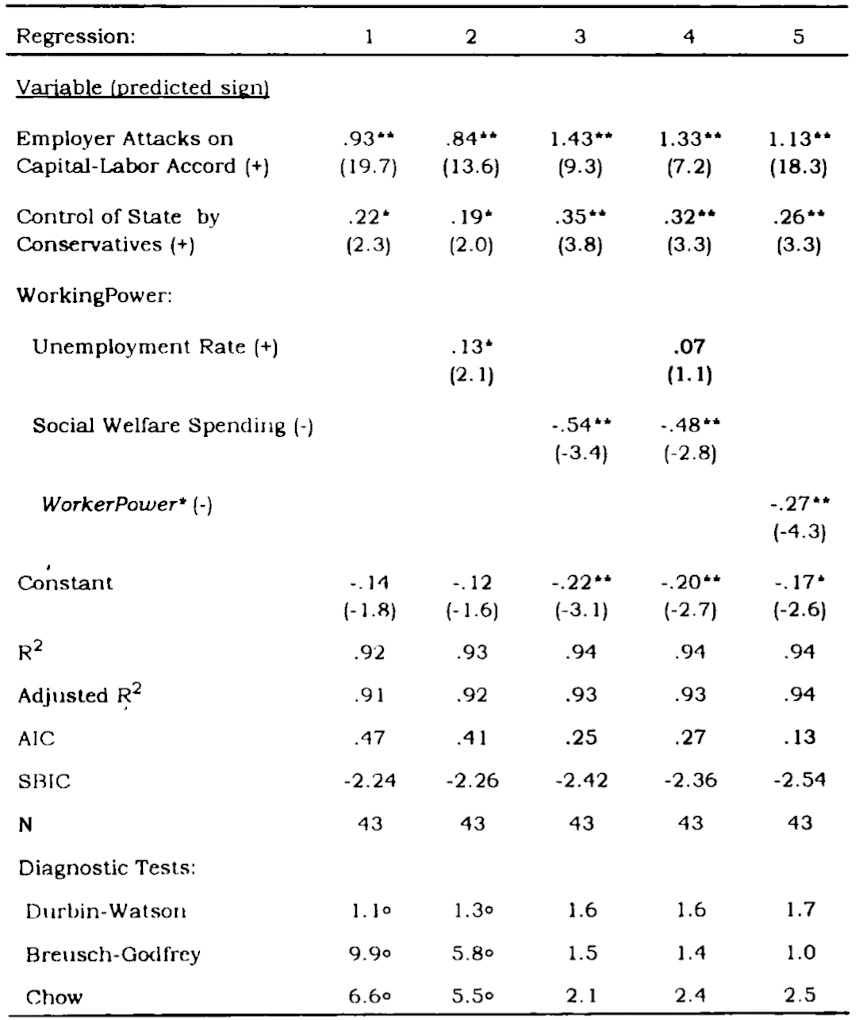 Regression: 1 2 3 4 5
Variable (predicted sign)
Employer Attacks on .93** .84** 1.43** 1.33** 1.13**
Capital-Labor Accord (+) (19.7) (13.6) (9.3) (7.2) (18.3)
Control of State by .22* .19* .35** .32** .26**
Conservatives (+) (2.3) (2.0) (3.8) (3.3) (3.3)
WorkingPower:
Unemployment Rate (+) .13* .07
(2.1) (1.1)
Social Welfare Spending (-) -.54** -.48**
(-3.4) (-2.8)
WorkerPower* (-) -.27**
(-4.3)
Constant -.14 -.12 -.22** -.20** -.17*
(-1.8) (-1.6) (-3.1) (-2.7) (-2.6)
R² .92 .93 .94 .94 .94
Adjusted R² .91 .92 .93 .93 .94
AIC .47 .41 .25 .27 .13
SBIC -2.24 -2.26 -2.42 -2.36 -2.54
N 43 43 43 43 43
Diagnostic Tests:
Durbin-Watson 1.1° 1.3° 1.6 1.6 1.7
Breusch-Godfrey 9.9° 5.8° 1.5 1.4 1.0
Chow 6.6° 5.5° 2.1 2.4 2.5